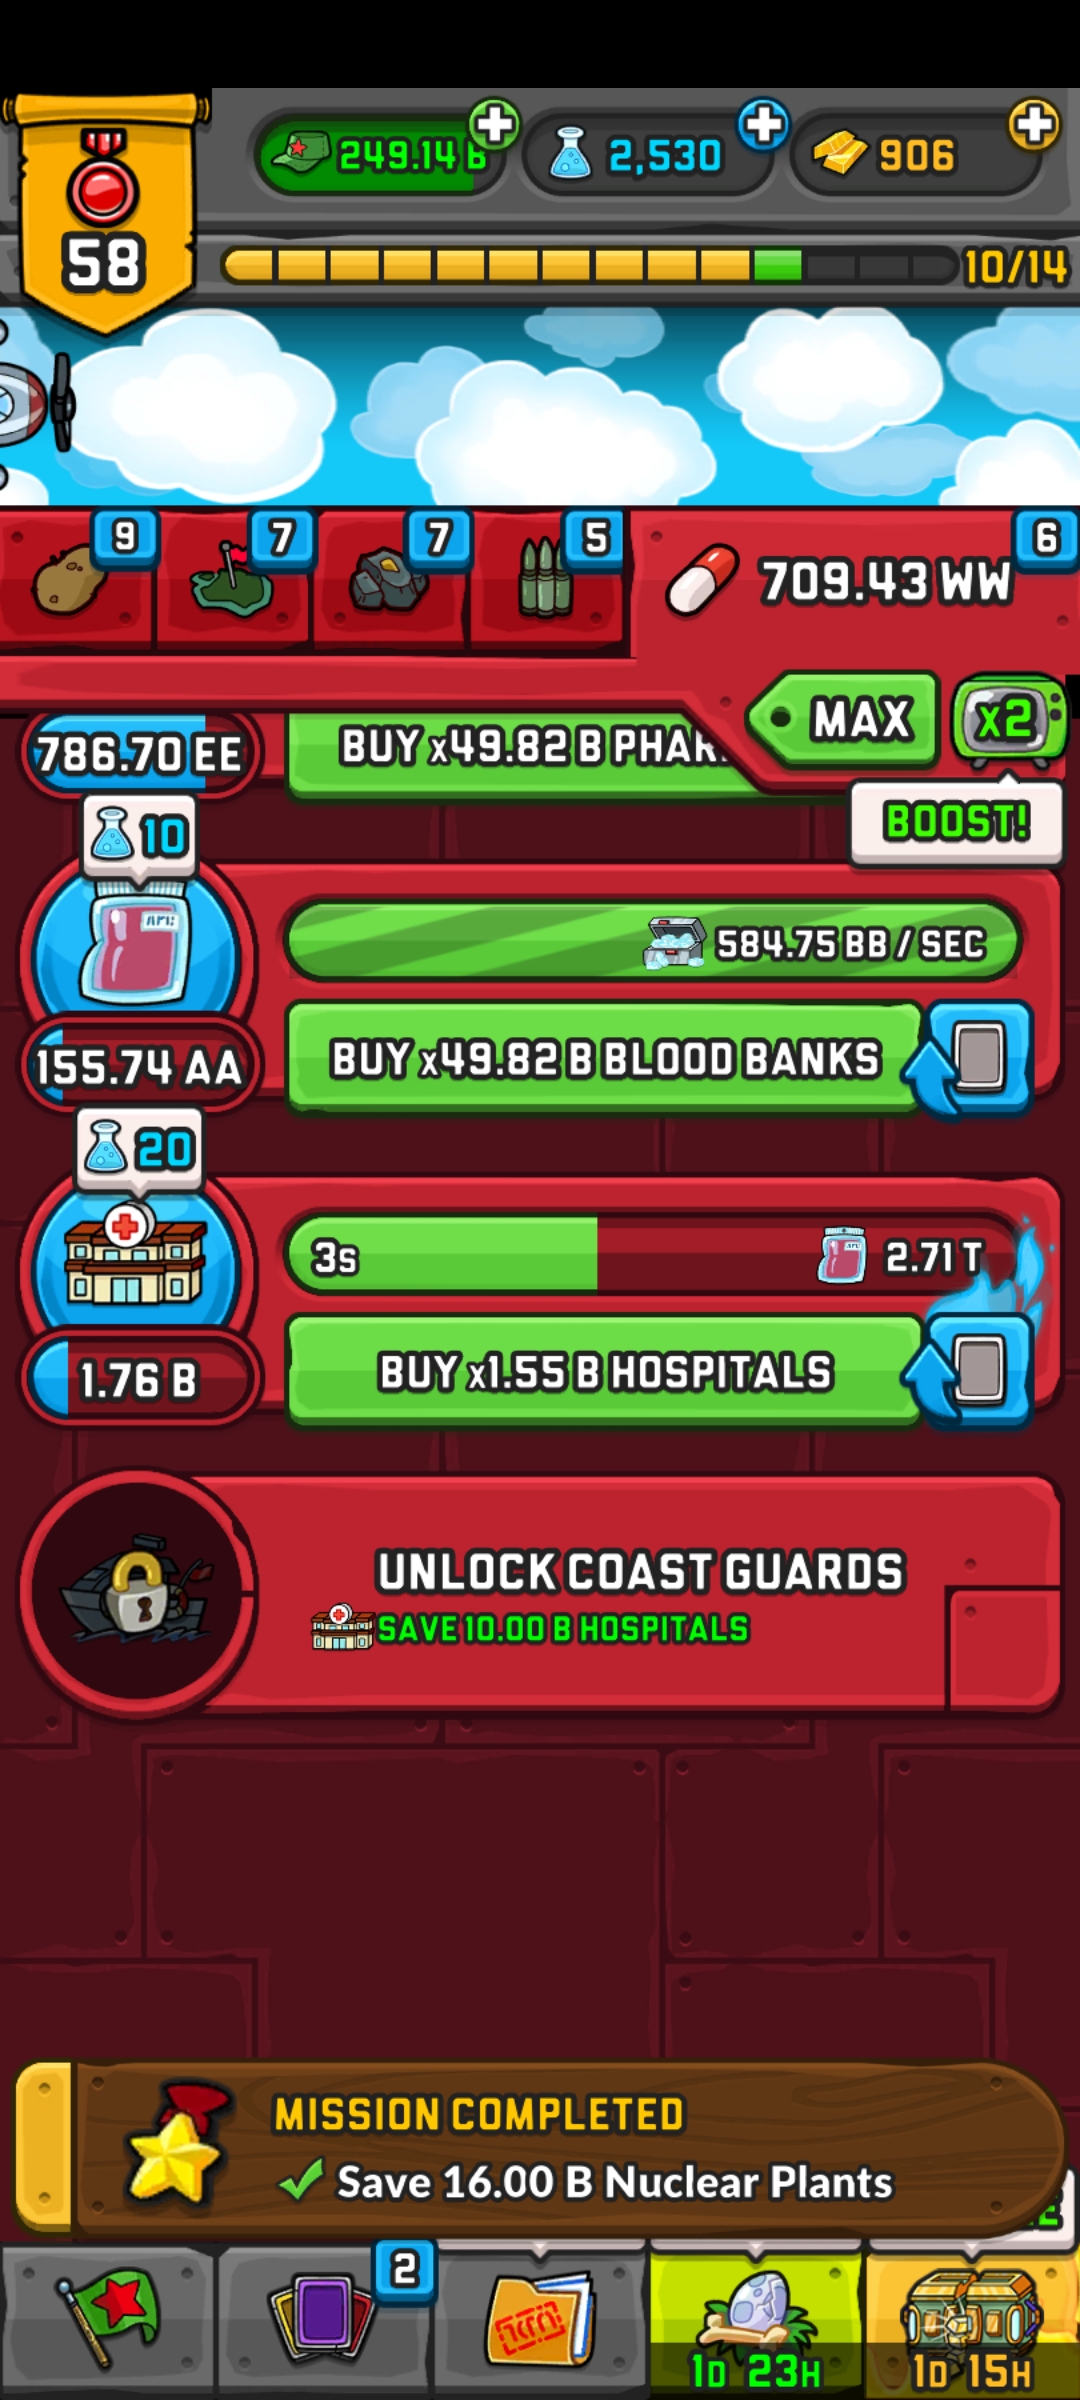 249.14 B
2,530
906
58
10/14
9
7
7
5
6
709.43 WW
MAX
x2
BOOST!
786.70 EE
BUY x49.82 B PHAR
10
584.75 BB / SEC
155.74 AA
BUY x49.82 B BLOOD BANKS
20
3s
2.71 T
1.76 B
BUY x1.55 B HOSPITALS
UNLOCK COAST GUARDS
SAVE 10.00 B HOSPITALS
MISSION COMPLETED
Save 16.00 B Nuclear Plants
2
1D 23H
1D 15H